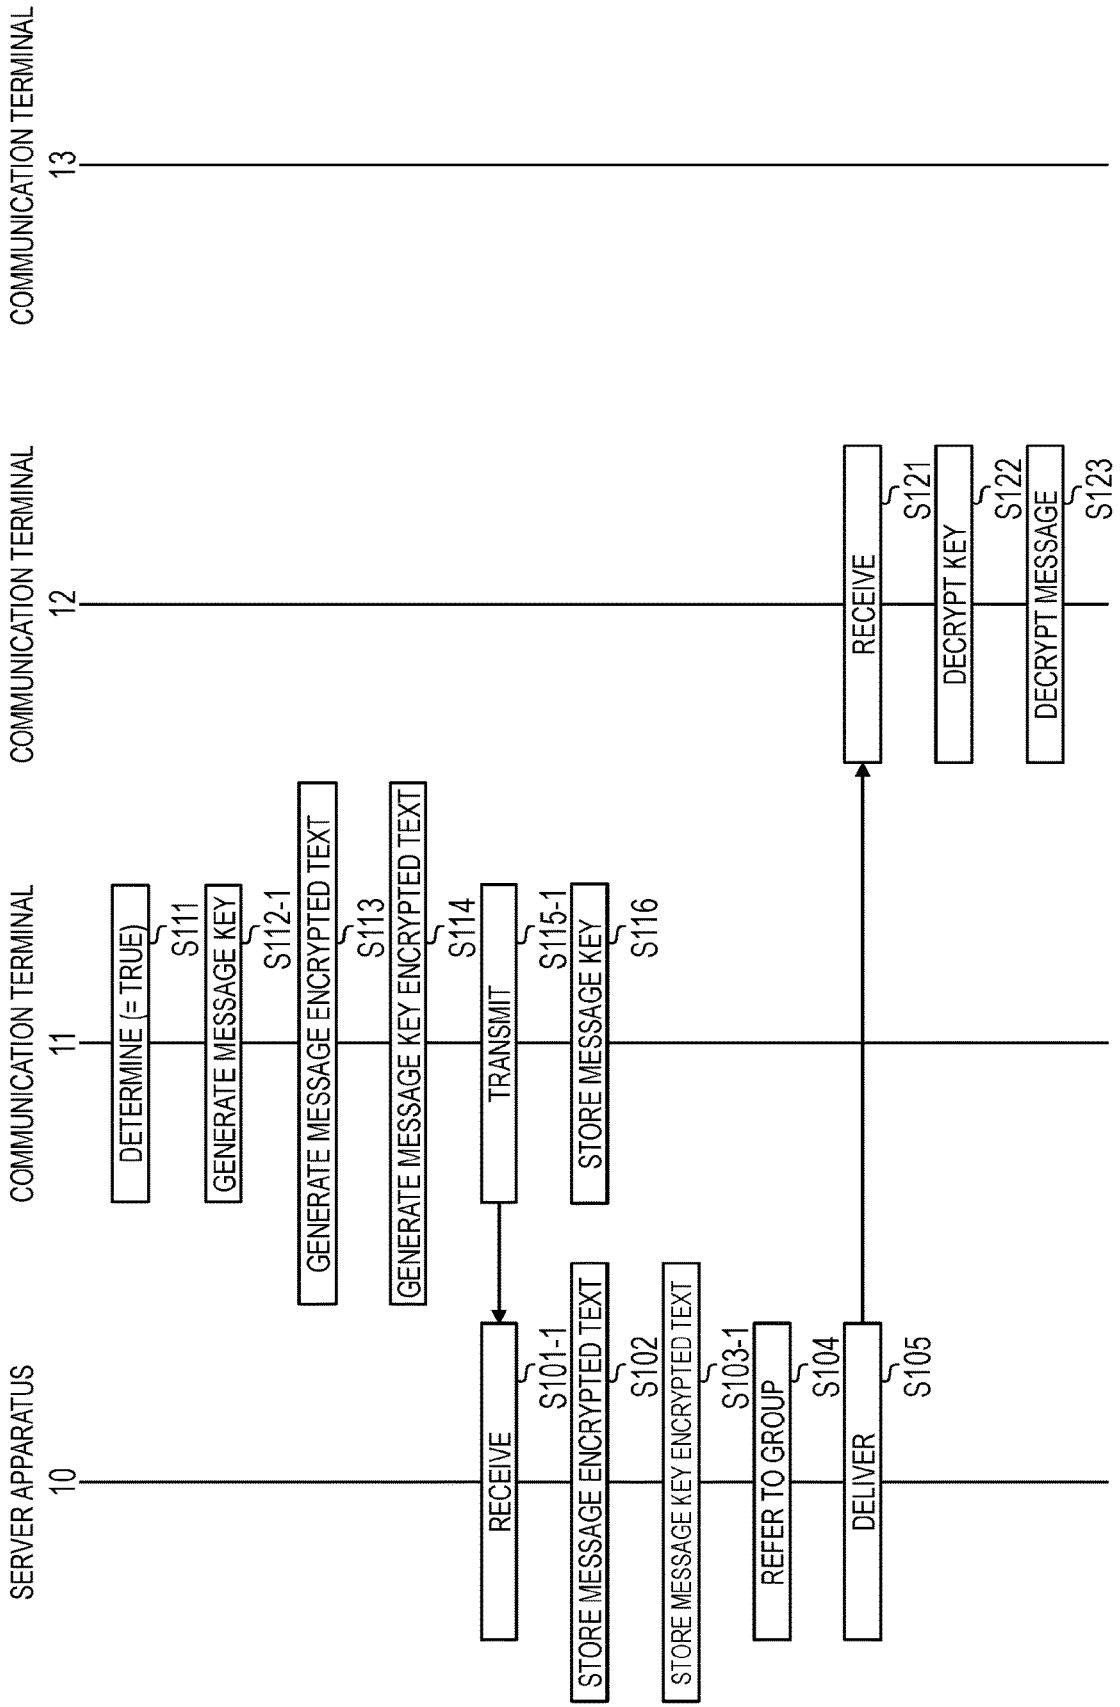 SERVER APPARATUS
COMMUNICATION TERMINAL
COMMUNICATION TERMINAL
COMMUNICATION TERMINAL
10
11
12
13
DETERMINE (= TRUE)
S111
GENERATE MESSAGE KEY
S112-1
GENERATE MESSAGE ENCRYPTED TEXT
S113
GENERATE MESSAGE KEY ENCRYPTED TEXT
S114
RECEIVE
TRANSMIT
S101-1
S115-1
STORE MESSAGE ENCRYPTED TEXT
STORE MESSAGE KEY
S102
S116
STORE MESSAGE KEY ENCRYPTED TEXT
S103-1
REFER TO GROUP
S104
DELIVER
RECEIVE
S105
S121
DECRYPT KEY
S122
DECRYPT MESSAGE
S123